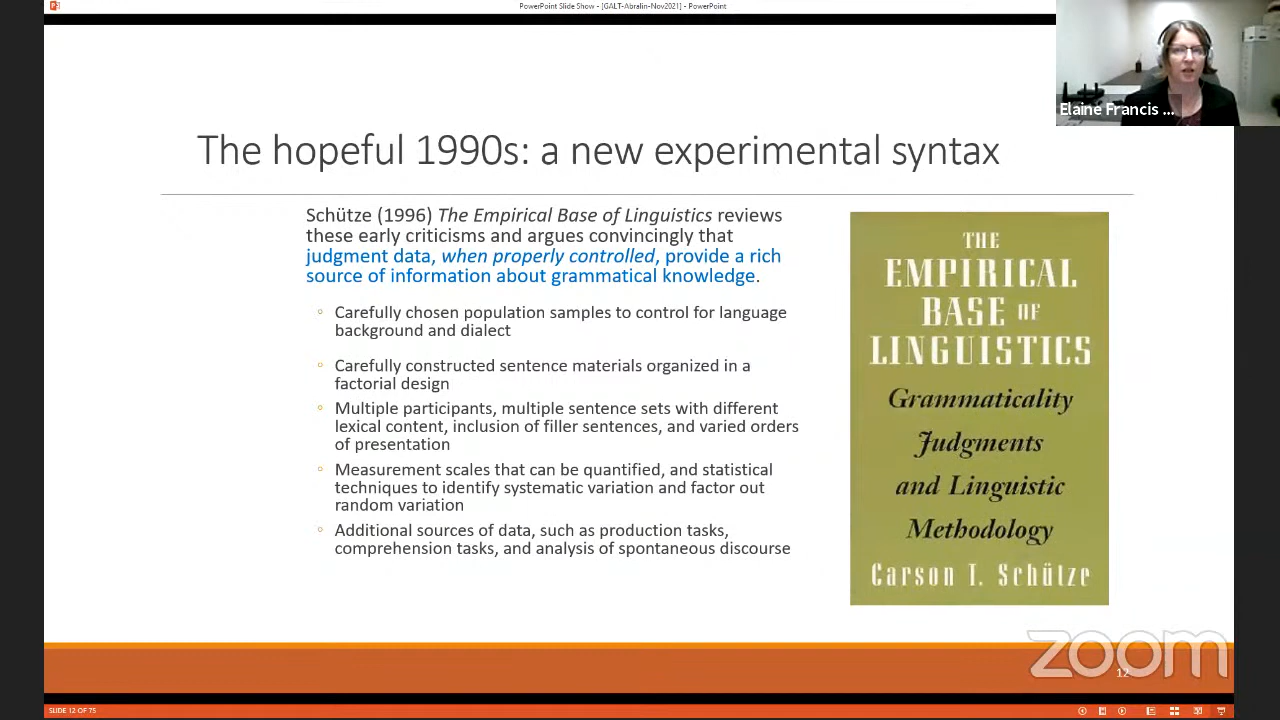 PowerPoint Slide Show - [GALT-Abralin-Nov2021] - PowerPoint
Elaine Francis ...
The hopeful 1990s: a new experimental syntax
Schütze (1996) The Empirical Base of Linguistics reviews
these early criticisms and argues convincingly that
judgment data, when properly controlled, provide a rich
source of information about grammatical knowledge.
◦ Carefully chosen population samples to control for language
background and dialect
◦ Carefully constructed sentence materials organized in a
factorial design
◦ Multiple participants, multiple sentence sets with different
lexical content, inclusion of filler sentences, and varied orders
of presentation
◦ Measurement scales that can be quantified, and statistical
techniques to identify systematic variation and factor out
random variation
◦ Additional sources of data, such as production tasks,
comprehension tasks, and analysis of spontaneous discourse
THE
EMPIRICAL
BASE OF
LINGUISTICS
Grammaticality
Judgments
and Linguistic
Methodology
Carson T. Schütze
zoom
12
SLIDE 12 OF 75